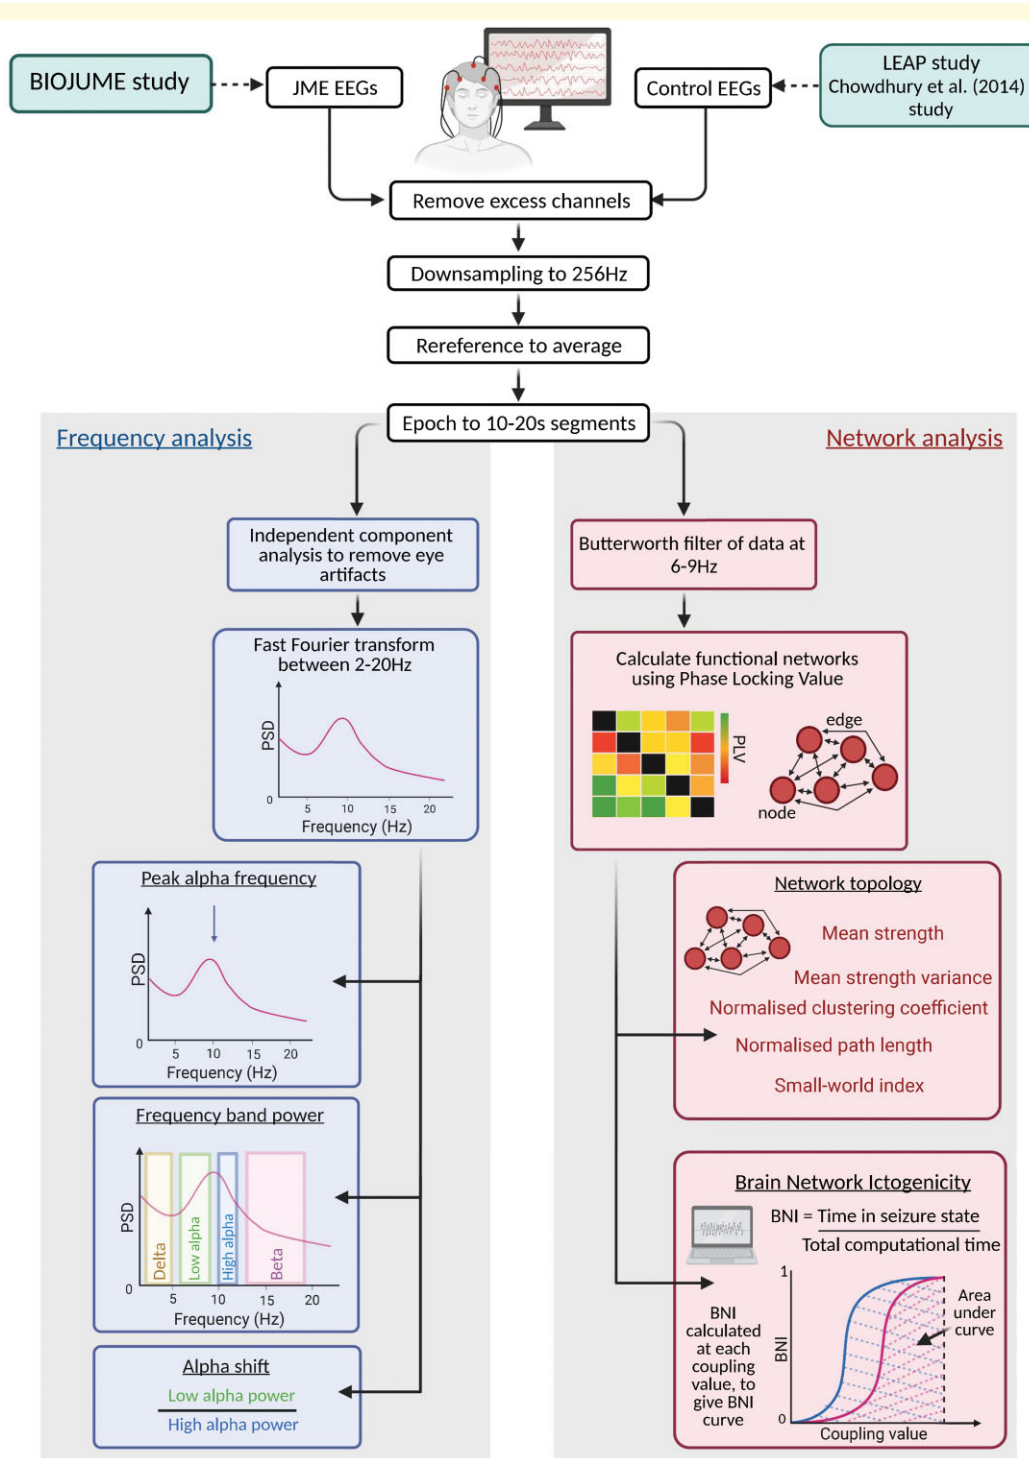 BIOJUME study
JME EEGs
Control EEGs
LEAP study
Chowdhury et al. (2014)
study
Remove excess channels
Downsampling to 256Hz
Rereference to average
Epoch to 10-20s segments
Frequency analysis
Independent component
analysis to remove eye
artifacts
Fast Fourier transform
between 2-20Hz
PSD
0
5 10 15 20
Frequency (Hz)
Peak alpha frequency
PSD
0
5 10 15 20
Frequency (Hz)
Frequency band power
PSD
Delta
Low alpha
High alpha
Beta
0
5 10 15 20
Frequency (Hz)
Alpha shift
Low alpha power
High alpha power
Network analysis
Butterworth filter of data at
6-9Hz
Calculate functional networks
using Phase Locking Value
PLV
edge
node
Network topology
Mean strength
Mean strength variance
Normalised clustering coefficient
Normalised path length
Small-world index
Brain Network Ictogenicity
BNI = Time in seizure state
Total computational time
BNI
calculated
at each
coupling
value, to
give BNI
curve
1
BNI
0
Coupling value
Area
under
curve